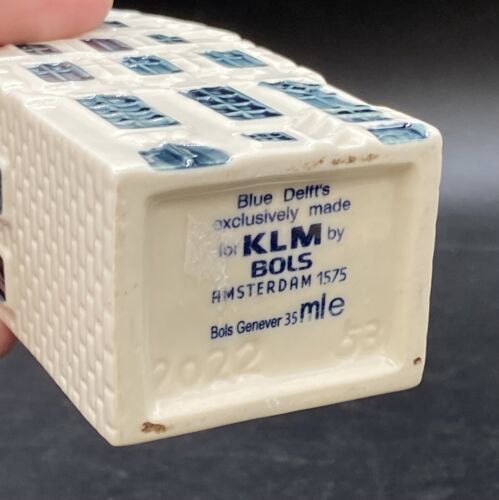 Blue Delft's
exclusively made
for KLM by
BOLS
AMSTERDAM 1575
Bols Genever 35 mle
2022 53